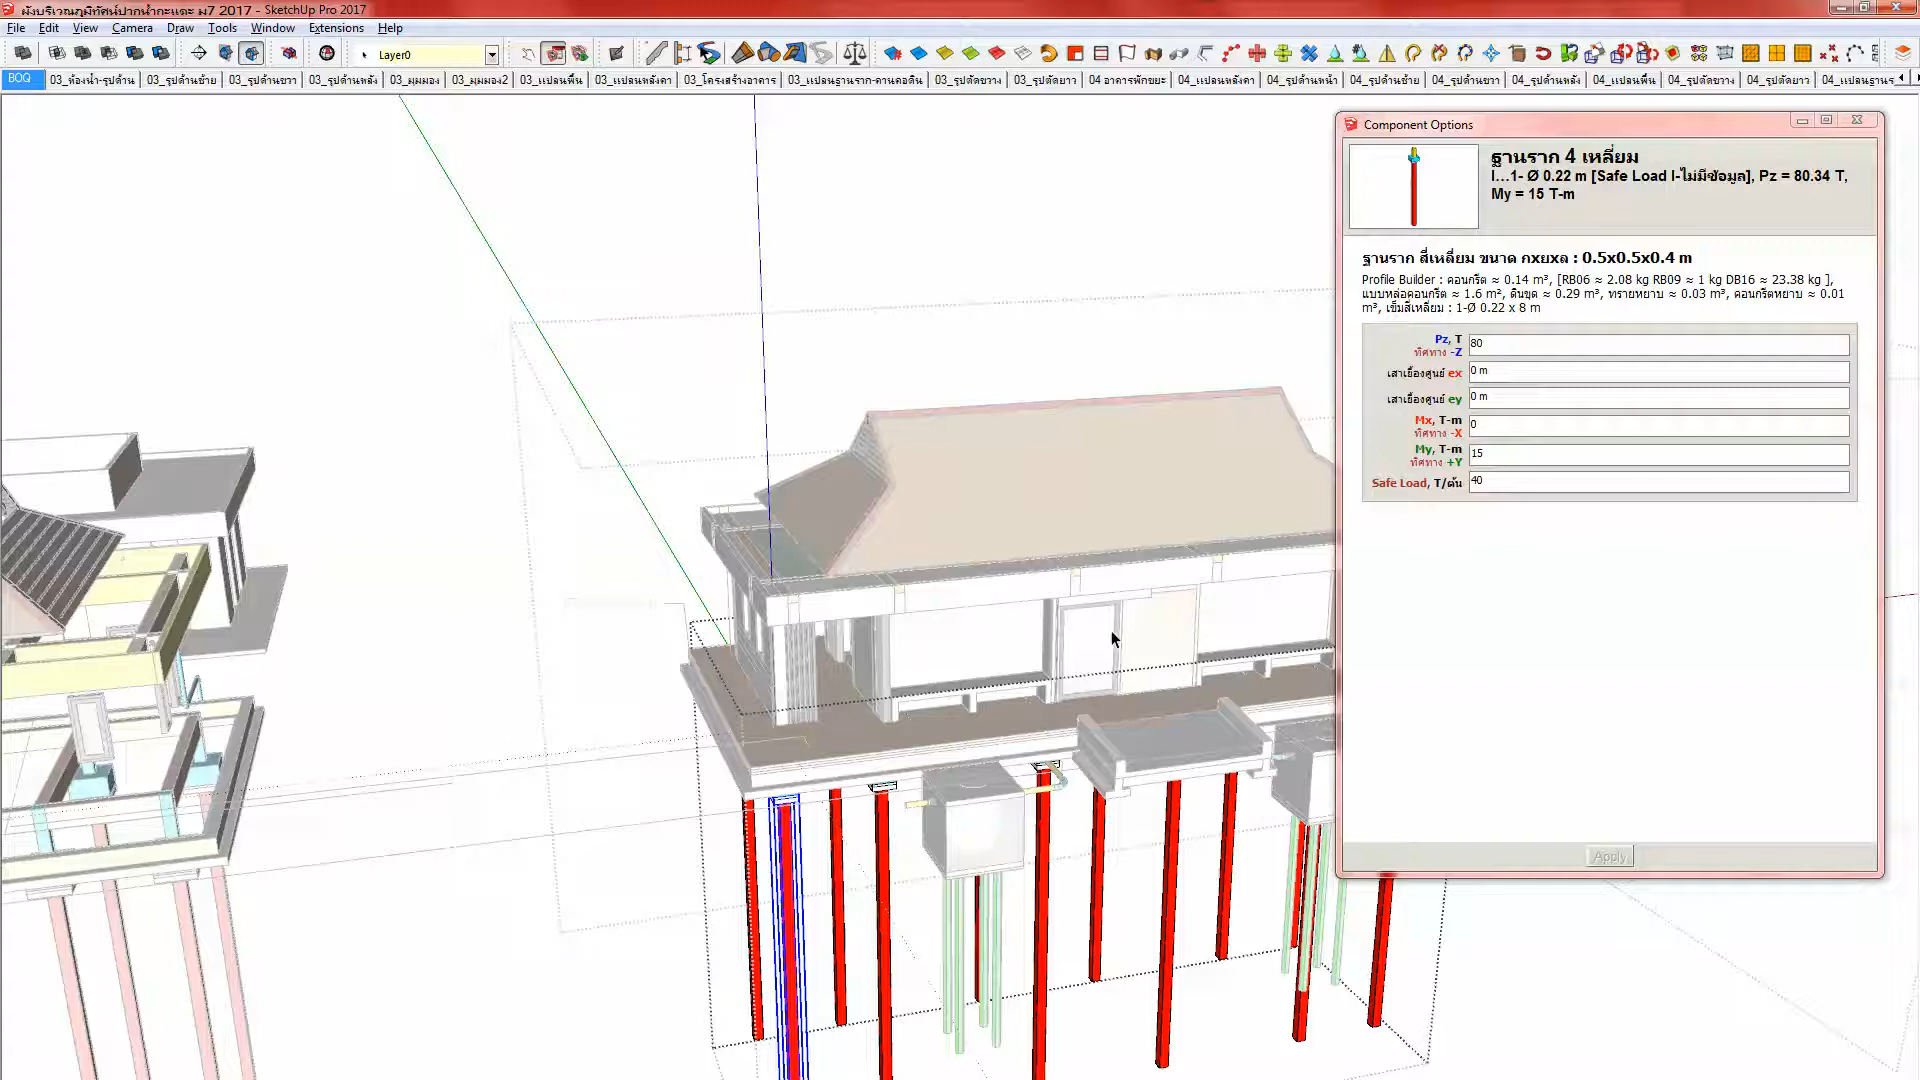 ผังบริเวณภูมิทัศน์ปากน้ำกะแดะ ม7 2017 - SketchUp Pro 2017
File Edit View Camera Draw Tools Window Extensions Help
Layer0
BOQ 03_ห้องน้ำ-รูปด้าน 03_รูปด้านซ้าย 03_รูปด้านขวา 03_รูปด้านหลัง 03_มุมมอง 03_มุมมอง2 03_แปลนพื้น 03_แปลนหลังคา 03_โครงสร้างอาคาร 03_แปลนฐานราก-คานคอดิน 03_รูปตัดขวาง 03_รูปตัดยาว 04 อาคารพักขยะ 04_แปลนหลังคา 04_รูปด้านหน้า 04_รูปด้านซ้าย 04_รูปด้านขวา 04_รูปด้านหลัง 04_แปลนพื้น 04_รูปตัดขวาง 04_รูปตัดยาว 04_แปลนฐานร
Component Options
ฐานราก 4 เหลี่ยม
I...1- Ø 0.22 m [Safe Load I-ไม่มีข้อมูล], Pz = 80.34 T,
My = 15 T-m
ฐานราก สี่เหลี่ยม ขนาด กxยxล : 0.5x0.5x0.4 m
Profile Builder : คอนกรีต ≈ 0.14 m³, [RB06 ≈ 2.08 kg RB09 ≈ 1 kg DB16 ≈ 23.38 kg ],
แบบหล่อคอนกรีต ≈ 1.6 m², ดินขุด ≈ 0.29 m³, ทรายหยาบ ≈ 0.03 m³, คอนกรีตหยาบ ≈ 0.01
m³, เข็มสี่เหลี่ยม : 1-Ø 0.22 x 8 m
Pz, T 80
ทิศทาง -Z
เสาเยื้องศูนย์ ex 0 m
เสาเยื้องศูนย์ ey 0 m
Mx, T-m 0
ทิศทาง -X
My, T-m 15
ทิศทาง +Y
Safe Load, T/ต้น 40
Apply